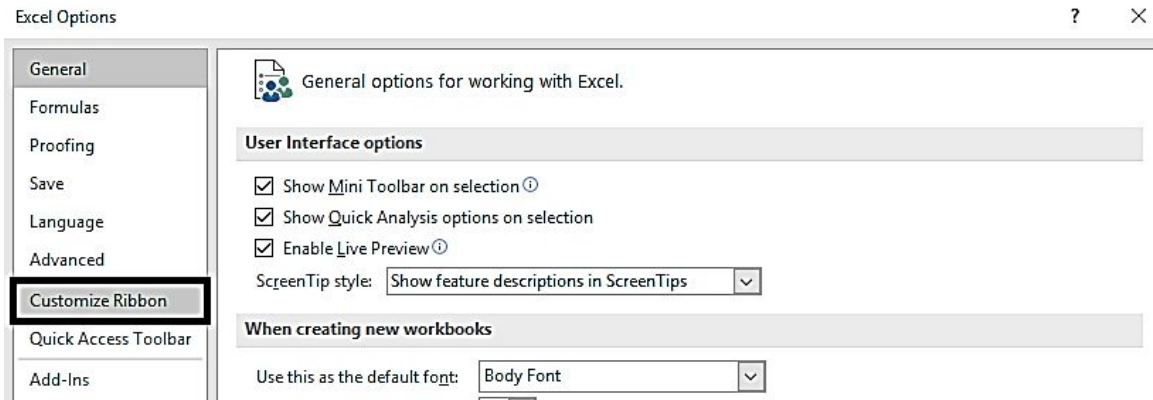 Excel Options ?
General
Formulas
Proofing
Save
Language
Advanced
Customize Ribbon
Quick Access Toolbar
Add-Ins
General options for working with Excel.
User Interface options
Show Mini Toolbar on selection
Show Quick Analysis options on selection
Enable Live Preview
ScreenTip style: Show feature descriptions in ScreenTips
When creating new workbooks
Use this as the default font: Body Font